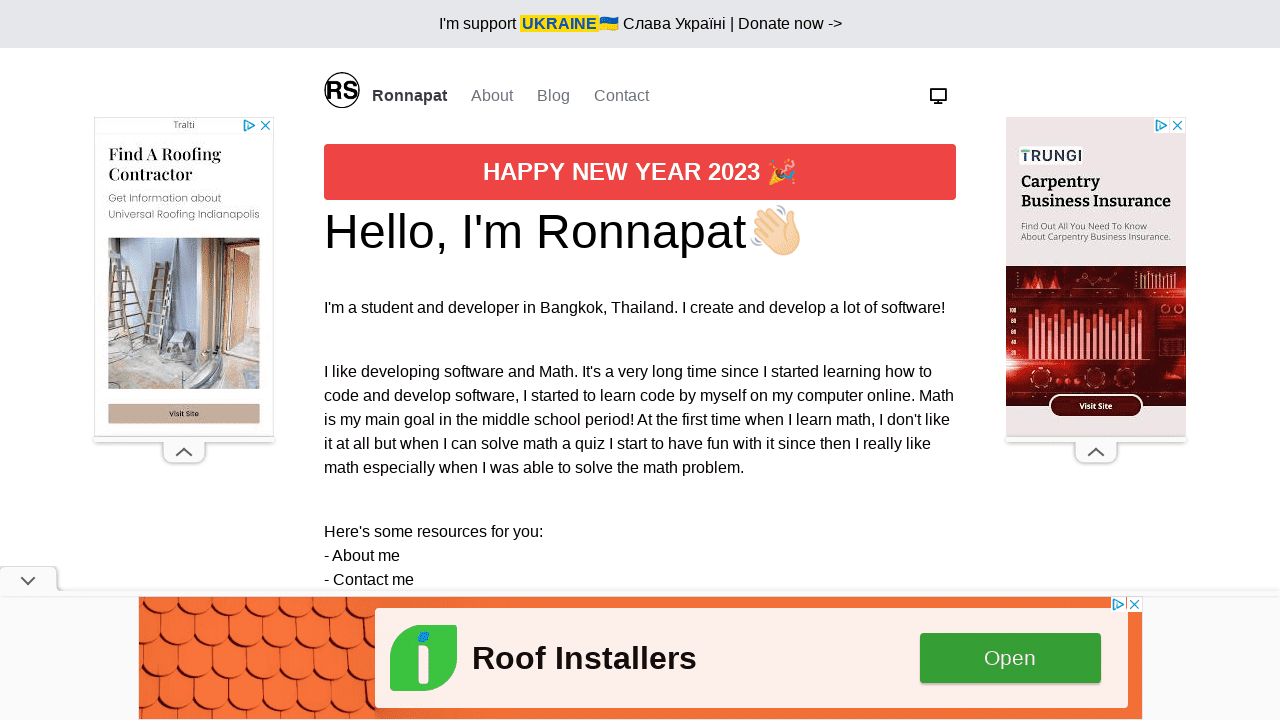 I'm support UKRAINE🇺🇦 Слава Україні | Donate now ->
RS Ronnapat About Blog Contact
Tralti
Find A Roofing
Contractor
Get Information about
Universal Roofing Indianapolis
Visit Site
HAPPY NEW YEAR 2023 🎉
Hello, I'm Ronnapat👋🏻
I'm a student and developer in Bangkok, Thailand. I create and develop a lot of software!
I like developing software and Math. It's a very long time since I started learning how to
code and develop software, I started to learn code by myself on my computer online. Math
is my main goal in the middle school period! At the first time when I learn math, I don't like
it at all but when I can solve math a quiz I start to have fun with it since then I really like
math especially when I was able to solve the math problem.
Here's some resources for you:
- About me
- Contact me
TRUNGI
Carpentry
Business Insurance
Find Out All You Need To Know
About Carpentry Business Insurance.
100
80
60
40
20
Visit Site
Roof Installers
Open